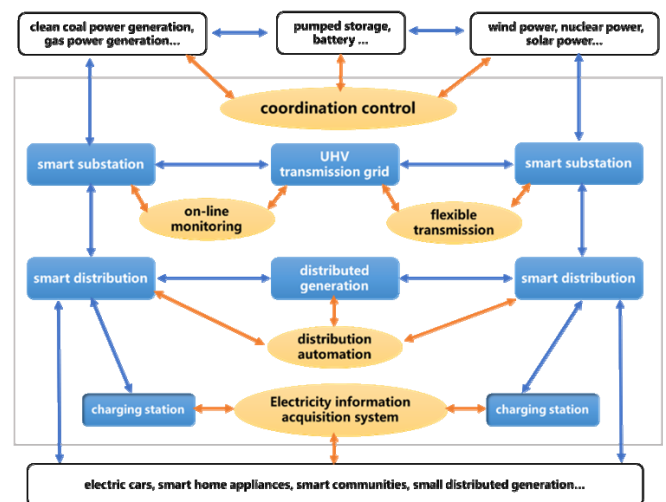 clean coal power generation,
gas power generation...
pumped storage,
battery ...
wind power, nuclear power,
solar power...
coordination control
smart substation
UHV
transmission grid
smart substation
on-line
monitoring
flexible
transmission
smart distribution
distributed
generation
smart distribution
distribution
automation
charging station
Electricity information
acquisition system
charging station
electric cars, smart home appliances, smart communities, small distributed generation...